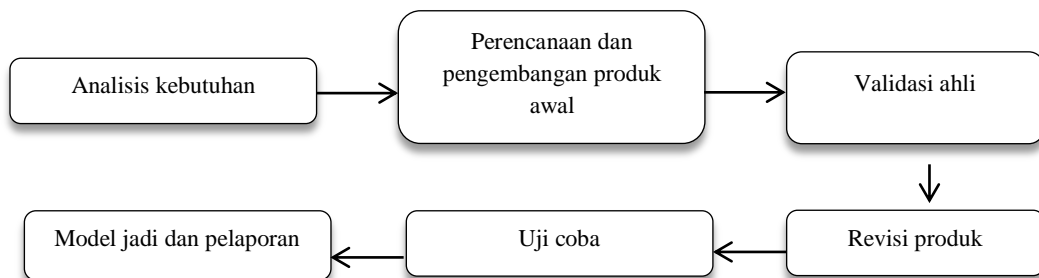 Analisis kebutuhan
Perencanaan dan
pengembangan produk
awal
Validasi ahli
Revisi produk
Uji coba
Model jadi dan pelaporan